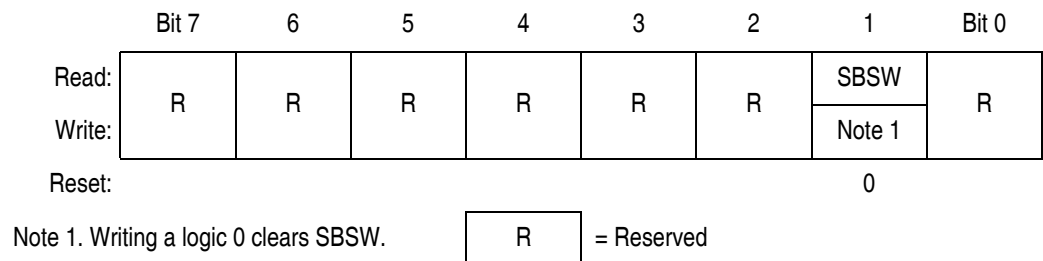 Bit 7 6 5 4 3 2 1 Bit 0
Read: SBSW
R R R R R R R
Write: Note 1
Reset: 0
Note 1. Writing a logic 0 clears SBSW. R = Reserved